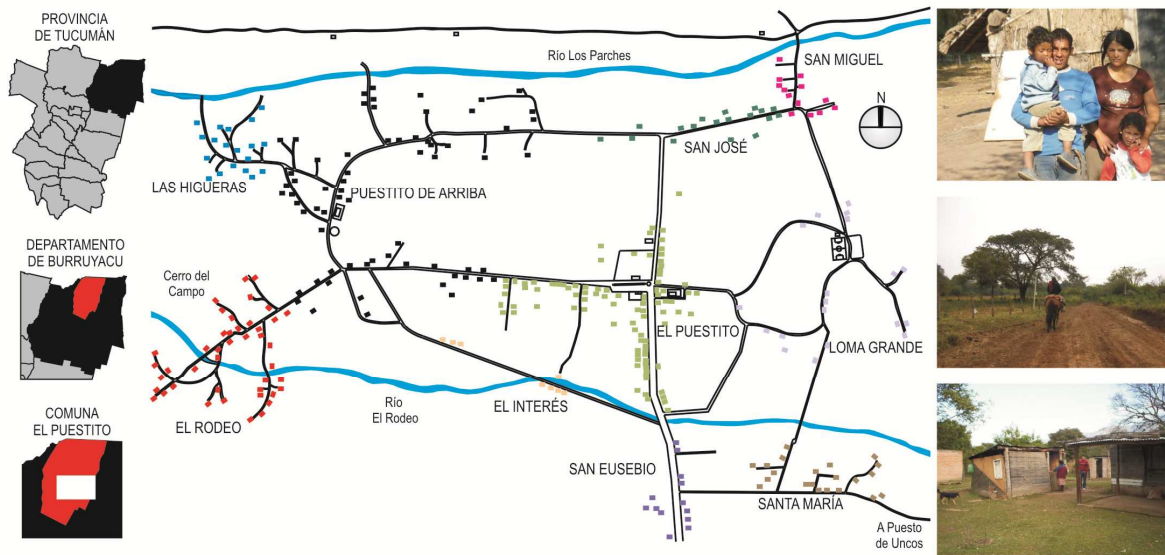 PROVINCIA
DE TUCUMÁN
DEPARTAMENTO
DE BURRUYACU
COMUNA
EL PUESTITO
Río Los Parches
SAN MIGUEL
N
SAN JOSÉ
LAS HIGUERAS
PUESTITO DE ARRIBA
Cerro del
Campo
EL PUESTITO
LOMA GRANDE
EL RODEO
Río
El Rodeo
EL INTERÉS
SAN EUSEBIO
SANTA MARÍA
A Puesto
de Uncos